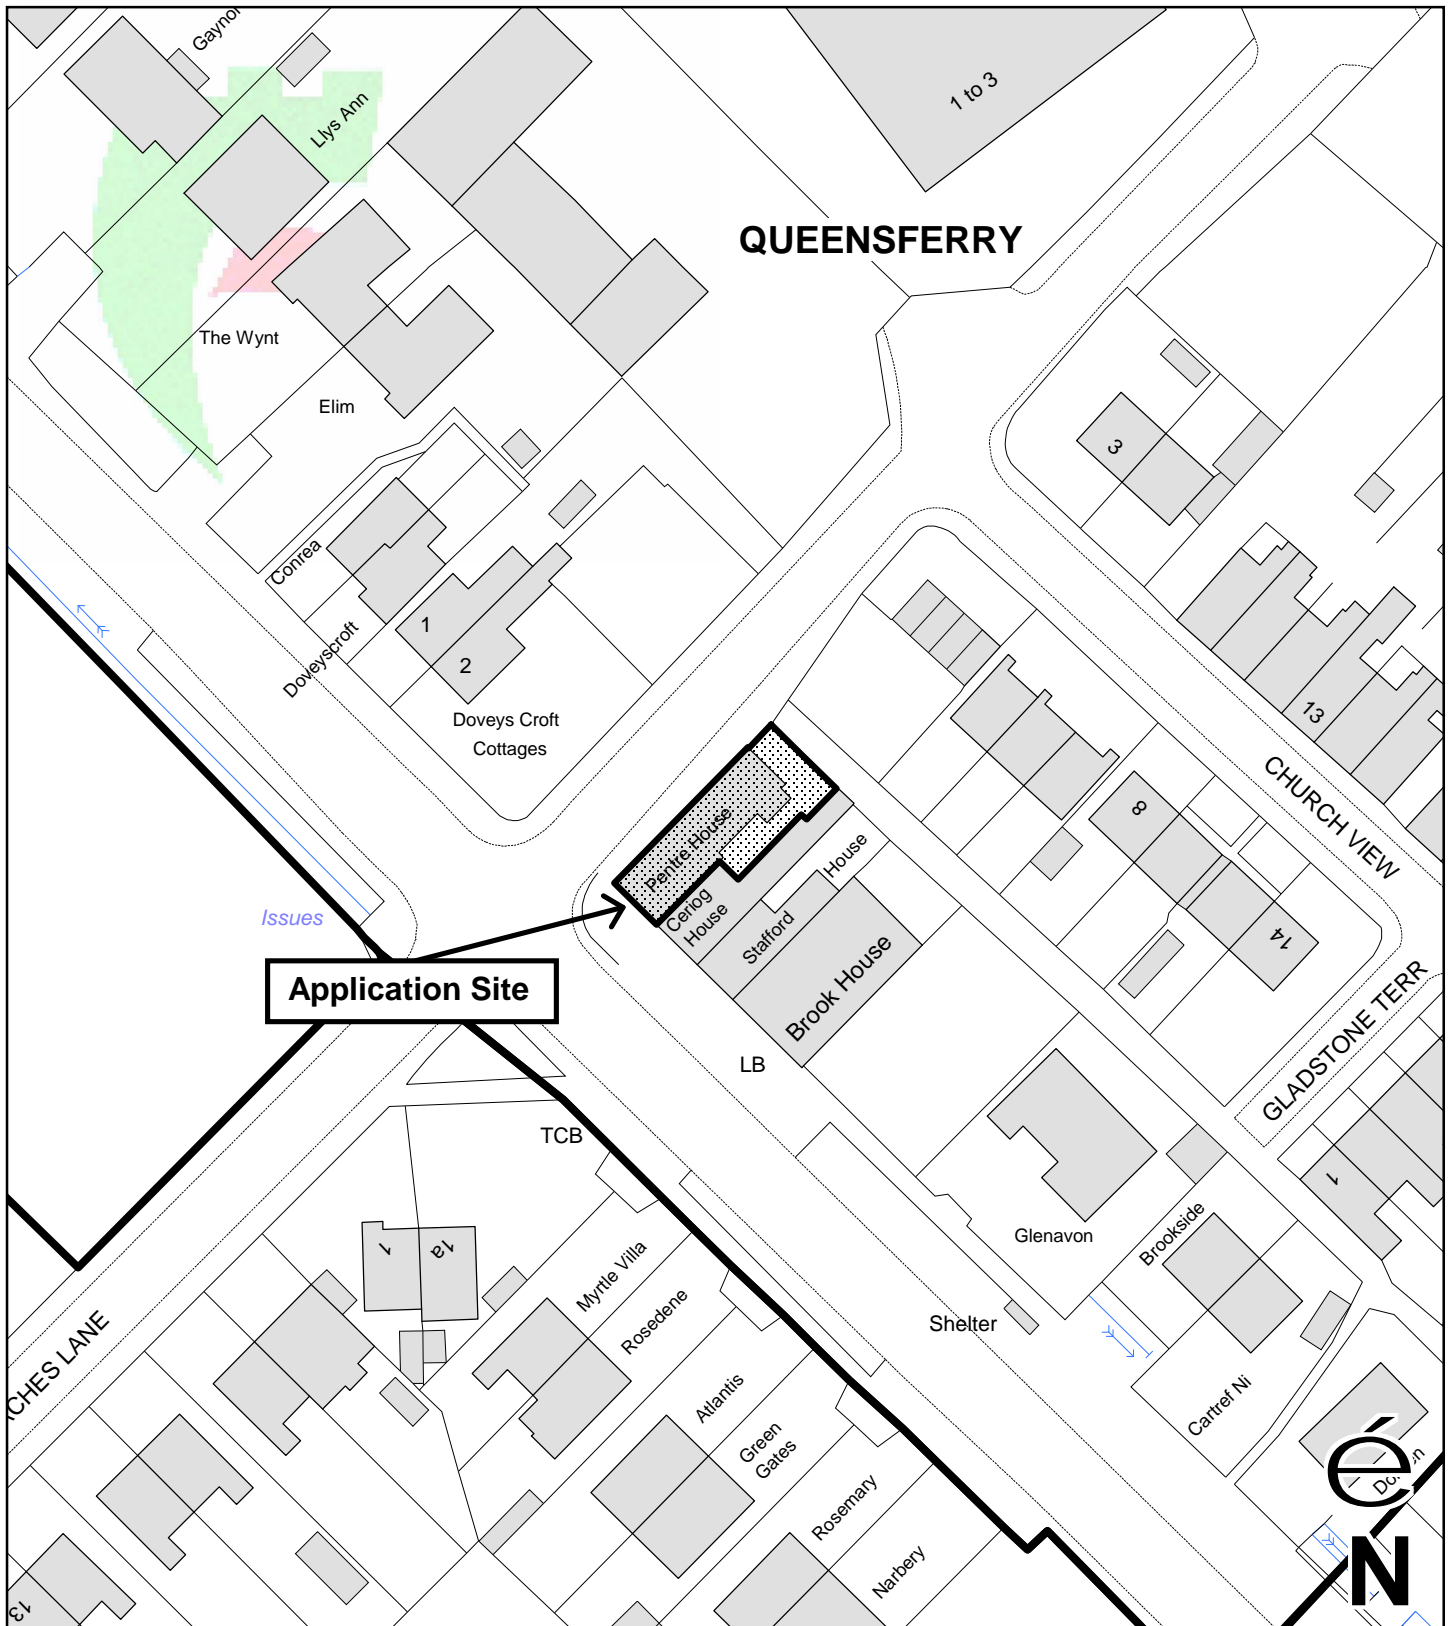 Gaynor
Llys Ann
1 to 3
QUEENSFERRY
The Wynt
Elim
3
Conrea
Doveyscroft
1
2
Doveys Croft
Cottages
13
CHURCH VIEW
Pentre House
Ceriog
House
Stafford
House
Brook House
8
14
GLADSTONE TERR
Issues
Application Site
LB
TCB
1
1a
Myrtle Villa
Rosedene
Glenavon
Brookside
1
Shelter
Cartref Ni
Atlantis
Green
Gates
Rosemary
Narbery
CHES LANE
13
é
N